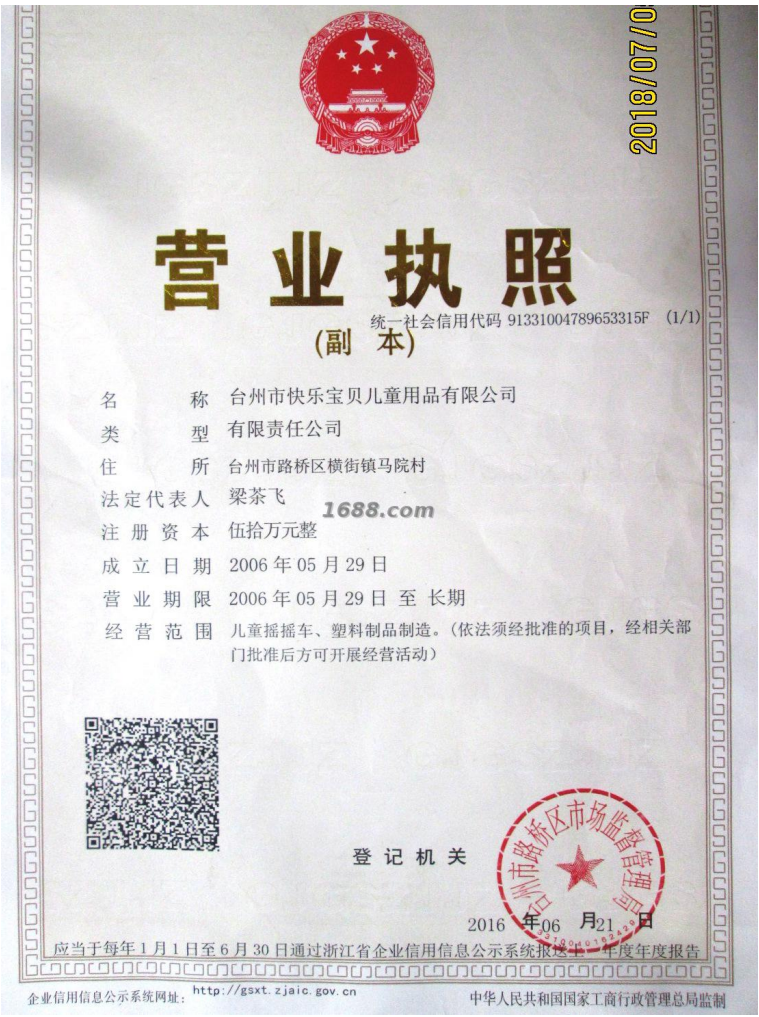 2018/07/0
营业执照
统一社会信用代码 91331004789653315F (1/1)
(副 本)
名称 台州市快乐宝贝儿童用品有限公司
类型 有限责任公司
住所 台州市路桥区横街镇马院村
法定代表人 梁茶飞
注册资本 伍拾万元整
成立日期 2006年05月29日
营业期限 2006年05月29日 至 长期
经营范围 儿童摇摇车、塑料制品制造。(依法须经批准的项目，经相关部
门批准后方可开展经营活动)
1688.com
登记机关
台州市路桥区市场监督管理局
2016 年06 月21 日
应当于每年1月1日至6月30日通过浙江省企业信用信息公示系统报送上一年度年度报告
企业信用信息公示系统网址: http://gsxt.zjaic.gov.cn
中华人民共和国国家工商行政管理总局监制